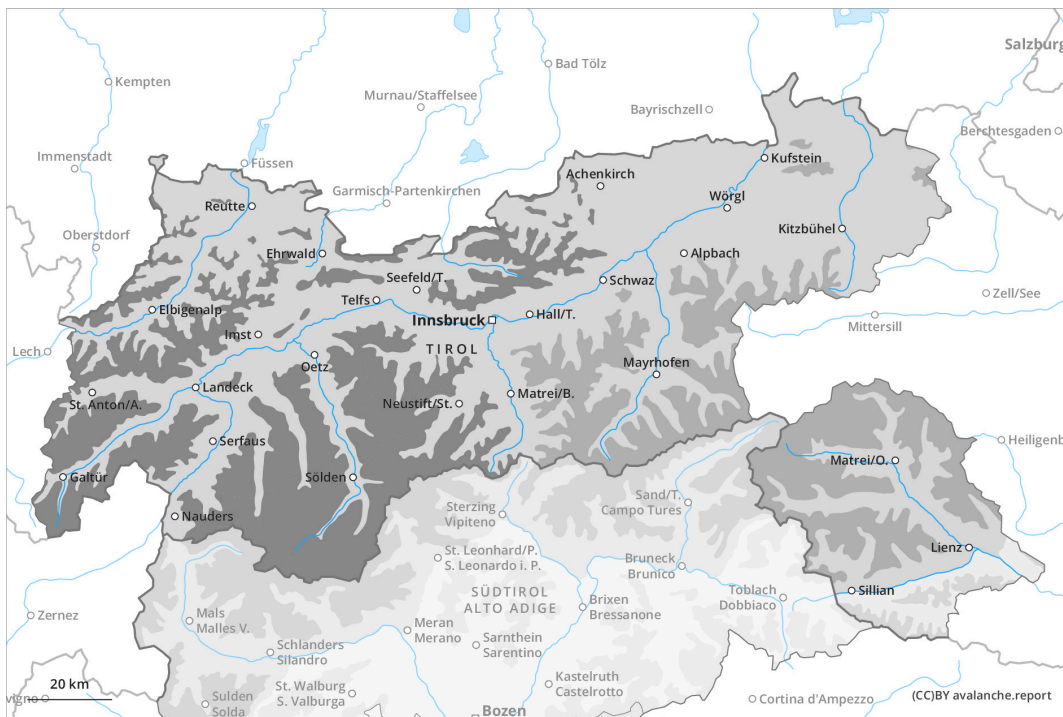 Salzburg
Kempten
Bad Tölz
Murnau/Staffelsee
Bayrischzell
Berchtesgaden
Immenstadt
Füssen
Kufstein
Achenkirch
Garmisch-Partenkirchen
Reutte
Wörgl
Oberstdorf
Kitzbühel
Ehrwald
Alpbach
Seefeld/T.
Schwaz
Zell/See
Telfs
Elbigenalp
Innsbruck
Hall/T.
Mittersill
Imst
Lech
TIROL
Oetz
Mayrhofen
Landeck
St. Anton/A.
Neustift/St.
Matrei/B.
Serfaus
Heiligenb
Matrei/O.
Galtür
Sölden
Sand/T.
Campo Tures
Sterzing
Vipiteno
Nauders
Lienz
St. Leonhard/P.
S. Leonardo i. P.
Bruneck
Brunico
SÜDTIROL
ALTO ADIGE
Toblach
Dobbiaco
Sillian
Brixen
Bressanone
Zernez
Mals
Malles V.
Meran
Merano
Sarnthein
Sarentino
Schlanders
Silandro
20 km
St. Walburg
S. Valburga
Kastelruth
Castelrotto
vigno
Sulden
Solda
Cortina d'Ampezzo
(CC)BY avalanche.report
Bozen